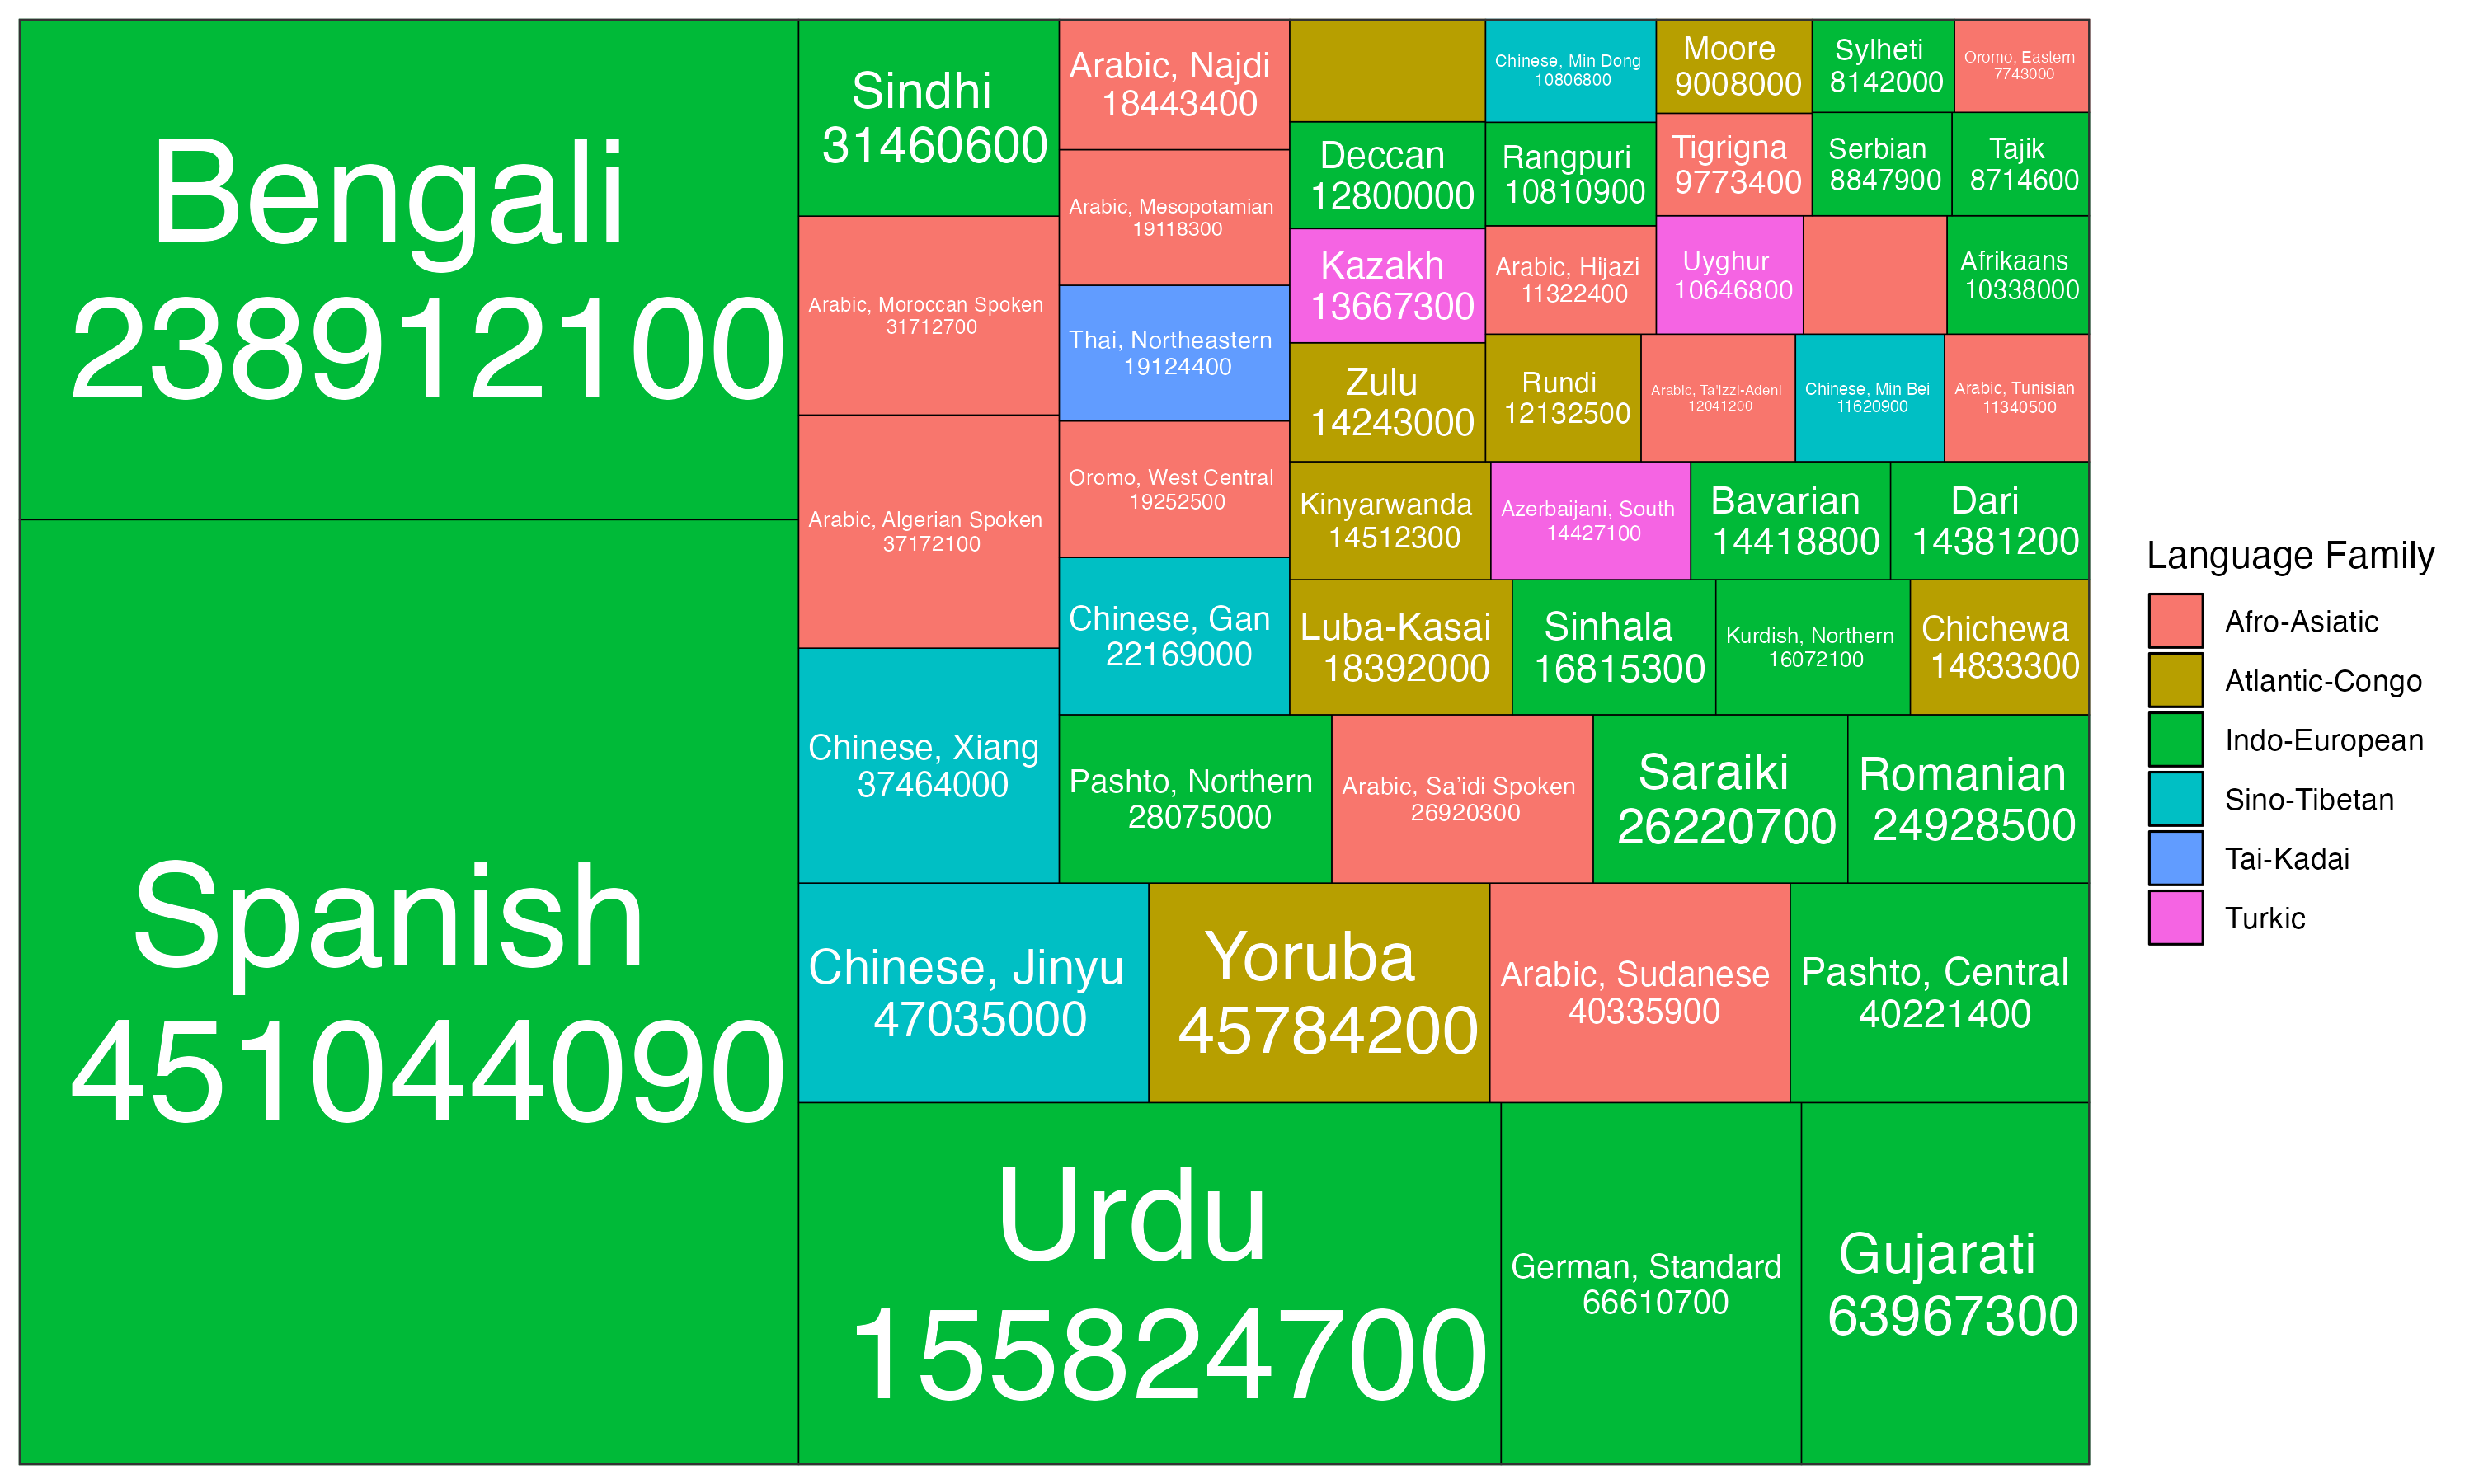 Bengali
238912100
Spanish
451044090
Sindhi
31460600
Arabic, Moroccan Spoken
31712700
Arabic, Algerian Spoken
37172100
Chinese, Xiang
37464000
Arabic, Najdi
18443400
Arabic, Mesopotamian
19118300
Thai, Northeastern
19124400
Oromo, West Central
19252500
Chinese, Gan
22169000
Deccan
12800000
Kazakh
13667300
Zulu
14243000
Chinese, Min Dong
10806800
Rangpuri
10810900
Arabic, Hijazi
11322400
Moore
9008000
Sylheti
8142000
Oromo, Eastern
7743000
Tigrigna
9773400
Serbian
8847900
Tajik
8714600
Uyghur
10646800
Afrikaans
10338000
Rundi
12132500
Arabic, Ta'izzi-Adeni
12041200
Chinese, Min Bei
11620900
Arabic, Tunisian
11340500
Kinyarwanda
14512300
Azerbaijani, South
14427100
Bavarian
14418800
Dari
14381200
Luba-Kasai
18392000
Sinhala
16815300
Kurdish, Northern
16072100
Chichewa
14833300
Pashto, Northern
28075000
Arabic, Sa’idi Spoken
26920300
Saraiki
26220700
Romanian
24928500
Chinese, Jinyu
47035000
Yoruba
45784200
Arabic, Sudanese
40335900
Pashto, Central
40221400
Urdu
155824700
German, Standard
66610700
Gujarati
63967300
Language Family
Afro-Asiatic
Atlantic-Congo
Indo-European
Sino-Tibetan
Tai-Kadai
Turkic